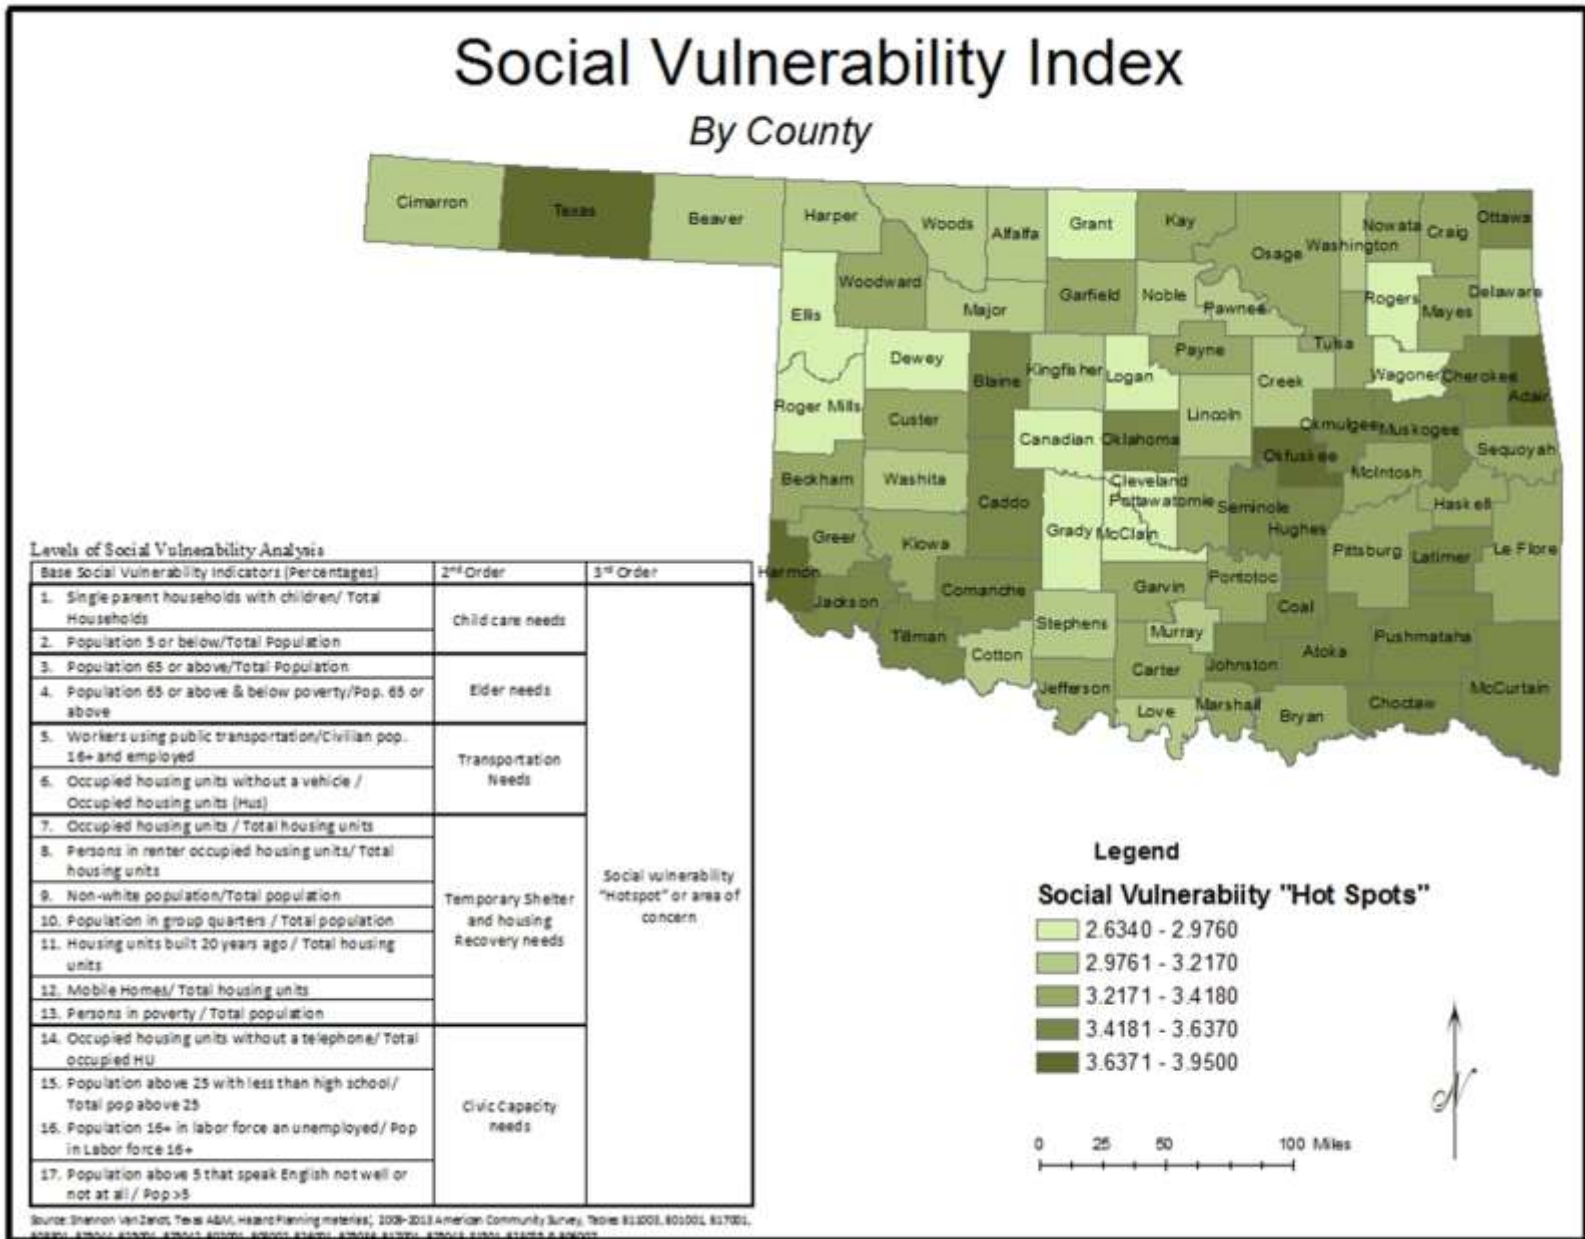 Social Vulnerability Index
By County
Cimarron
Texas
Beaver
Harper
Woods
Alfalfa
Grant
Kay
Osage
Washington
Nowata
Craig
Ottawa
Woodward
Ellis
Major
Garfield
Noble
Pawnee
Rogers
Mayes
Delaware
Dewey
Blaine
Kingfisher
Logan
Payne
Tulsa
Creek
Wagoner
Cherokee
Adair
Roger Mills
Custer
Canadian
Oklahoma
Lincoln
Okmulgee
Muskogee
Okfuskee
McIntosh
Sequoyah
Beckham
Washita
Caddo
Grady
Cleveland
Pottawatomie
McClain
Seminole
Hughes
Haskell
Pittsburg
Latimer
Le Flore
Harmon
Greer
Kiowa
Jackson
Comanche
Tillman
Cotton
Stephens
Garvin
Murray
Pontotoc
Coal
Carter
Johnston
Atoka
Pushmataha
Jefferson
Love
Marshall
Bryan
Choctaw
McCurtain
Levels of Social Vulnerability Analysis
Base Social Vulnerability Indicators (Percentages)
2nd Order
3rd Order
1. Single parent households with children/ Total
Households
2. Population 5 or below/Total Population
Child care needs
3. Population 65 or above/Total Population
4. Population 65 or above & below poverty/Pop. 65 or
above
Elder needs
5. Workers using public transportation/Civilian pop.
16+ and employed
6. Occupied housing units without a vehicle /
Occupied housing units (Hus)
Transportation
Needs
7. Occupied housing units / Total housing units
8. Persons in renter occupied housing units/ Total
housing units
9. Non-white population/Total population
10. Population in group quarters / Total population
11. Housing units built 20 years ago / Total housing
units
12. Mobile Homes/ Total housing units
13. Persons in poverty / Total population
Temporary Shelter
and housing
Recovery needs
14. Occupied housing units without a telephone/ Total
occupied HU
15. Population above 25 with less than high school/
Total pop above 25
16. Population 16+ in labor force an unemployed/ Pop
in Labor force 16+
17. Population above 5 that speak English not well or
not at all / Pop >5
Civic Capacity
needs
Social vulnerability
"Hotspot" or area of
concern
Source: Shannon Van Zandt, Texas A&M, Hazard Planning materials; 2009-2013 American Community Survey, Tables
Legend
Social Vulnerabiity "Hot Spots"
2.6340 - 2.9760
2.9761 - 3.2170
3.2171 - 3.4180
3.4181 - 3.6370
3.6371 - 3.9500
0 25 50 100 Miles
N